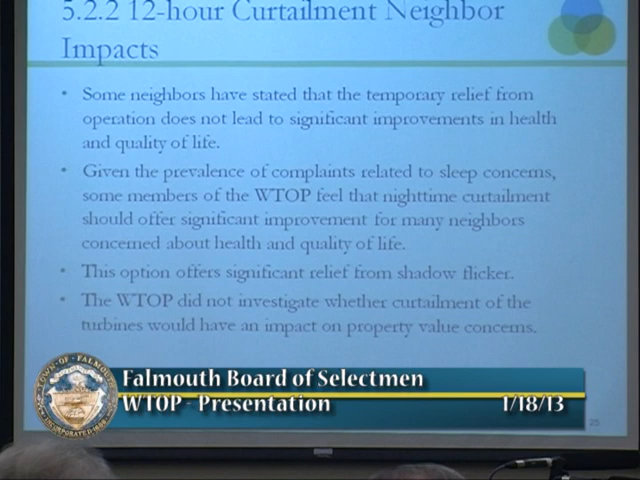 5.2.2 12-hour Curtailment Neighbor
Impacts
• Some neighbors have stated that the temporary relief from
operation does not lead to significant improvements in health
and quality of life.
• Given the prevalence of complaints related to sleep concerns,
some members of the WTOP feel that nighttime curtailment
should offer significant improvement for many neighbors
concerned about health and quality of life.
• This option offers significant relief from shadow flicker.
• The WTOP did not investigate whether curtailment of the
turbines would have an impact on property value concerns.
TOWN OF FALMOUTH
Falmouth Board of Selectmen
WTOP - Presentation 1/18/13
25